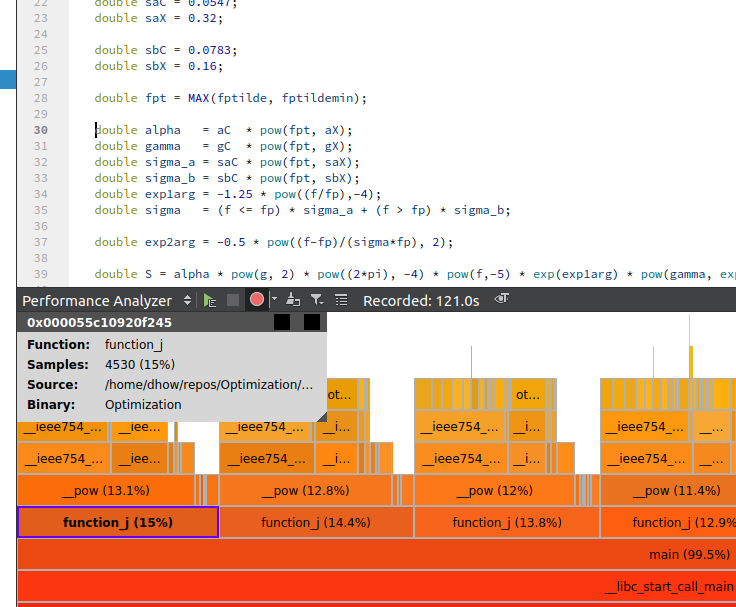 22 double saC = 0.0547;
23 double saX = 0.32;
24
25 double sbC = 0.0783;
26 double sbX = 0.16;
27
28 double fpt = MAX(fptilde, fptildemin);
29
30 double alpha = aC * pow(fpt, aX);
31 double gamma = gC * pow(fpt, gX);
32 double sigma_a = saC * pow(fpt, saX);
33 double sigma_b = sbC * pow(fpt, sbX);
34 double exp1arg = -1.25 * pow((f/fp),-4);
35 double sigma = (f <= fp) * sigma_a + (f > fp) * sigma_b;
36
37 double exp2arg = -0.5 * pow((f-fp)/(sigma*fp), 2);
38
39 double S = alpha * pow(g, 2) * pow((2*pi), -4) * pow(f,-5) * exp(exp1arg) * pow(gamma, exp
Performance Analyzer Recorded: 121.0s
0x000055c10920f245
Function: function_j
Samples: 4530 (15%)
Source: /home/dhow/repos/Optimization/...
Binary: Optimization
ot... ot...
__ieee754_... __iee... __ieee754_... __i... __ieee754_... __i... __ieee754_... __...
__ieee754_... __iee... __ieee754_... __i... __ieee754_... __i... __ieee754_... __...
__pow (13.1%) __pow (12.8%) __pow (12%) __pow (11.4%)
function_j (15%) function_j (14.4%) function_j (13.8%) function_j (12.9%
main (99.5%)
__libc_start_call_main